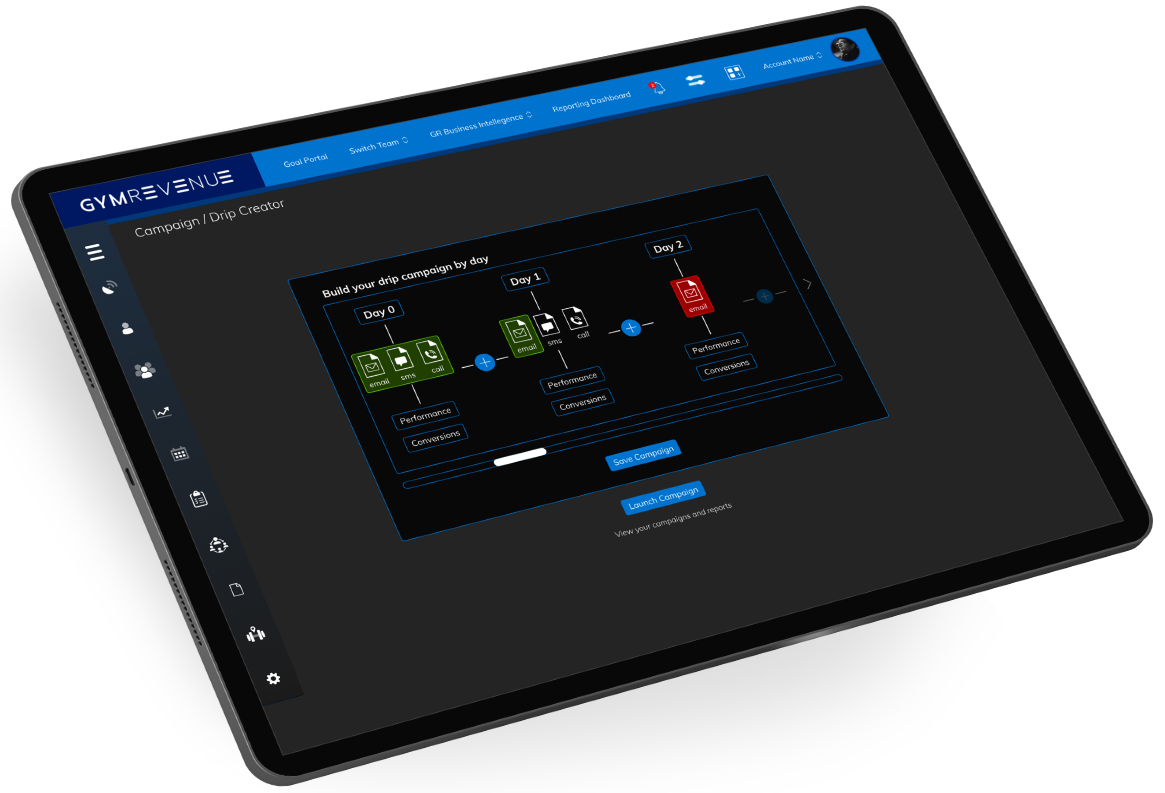 GYMREVENUE
Goal Portal
Switch Team
GR Business Intellegence
Reporting Dashboard
Account Name
Campaign / Drip Creator
Build your drip campaign by day
Day 0
email
sms
call
Performance
Conversions
Day 1
email
sms
call
Performance
Conversions
Day 2
email
Performance
Conversions
Save Campaign
Launch Campaign
View your campaigns and reports